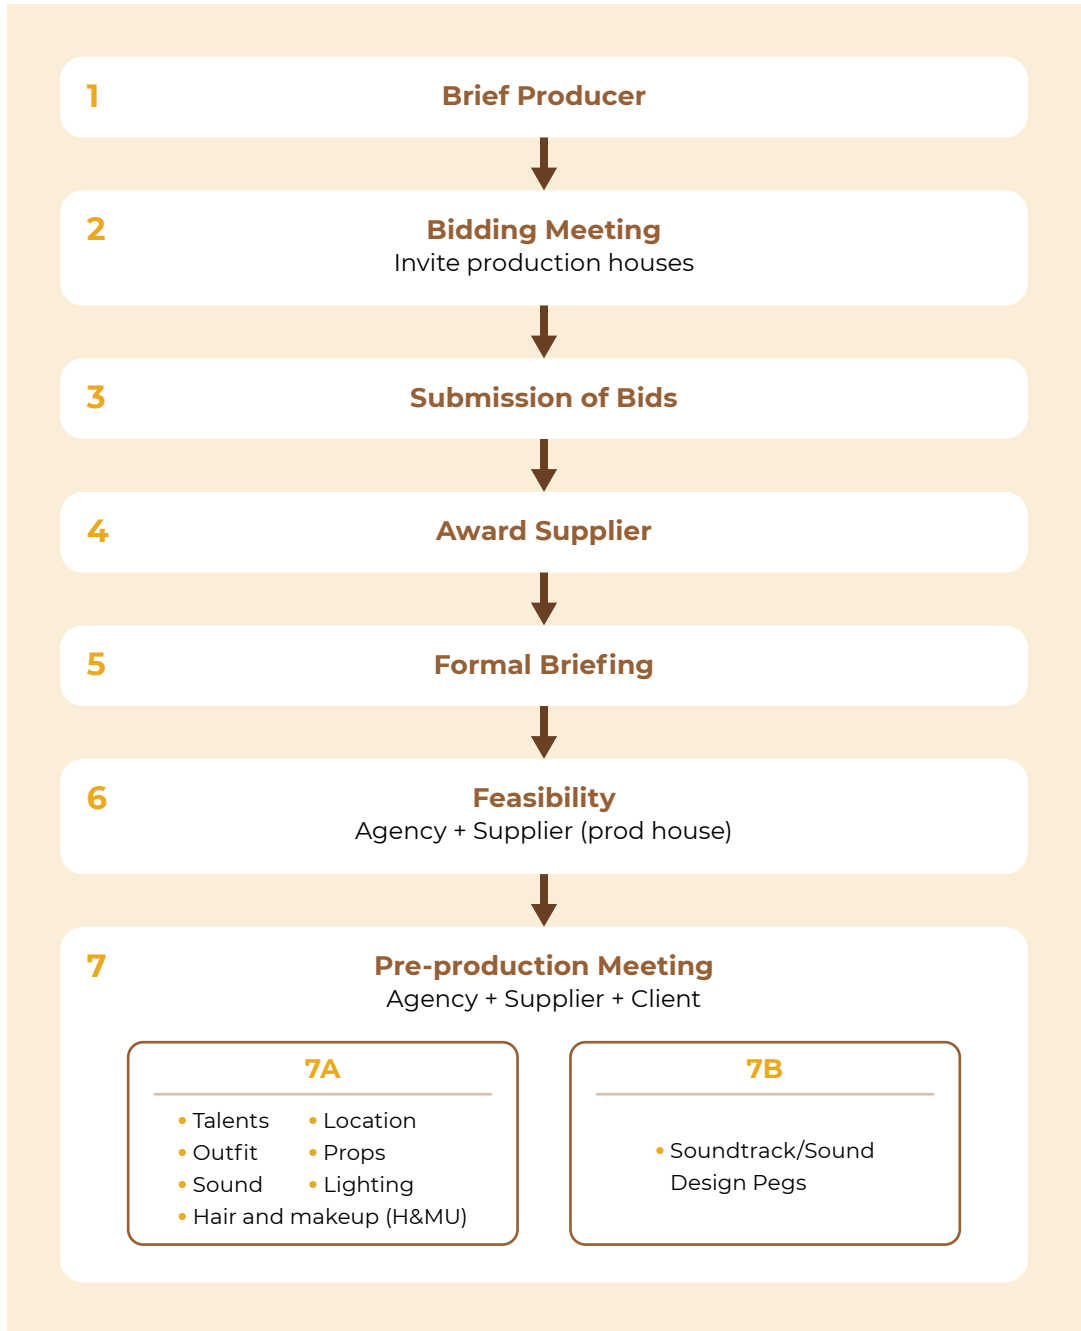 1
Brief Producer
2
Bidding Meeting
Invite production houses
3
Submission of Bids
4
Award Supplier
5
Formal Briefing
6
Feasibility
Agency + Supplier (prod house)
7
Pre-production Meeting
Agency + Supplier + Client
7A
• Talents
• Outfit
• Sound
• Location
• Props
• Lighting
• Hair and makeup (H&MU)
7B
• Soundtrack/Sound
Design Pegs